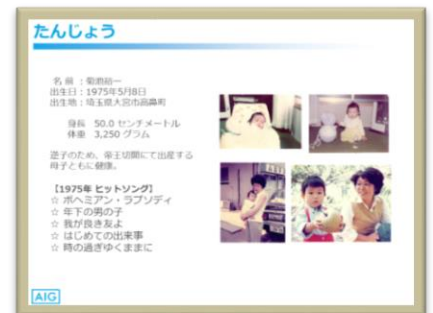 たんじょう
名 前 ：菊池裕一
出生日：1975年5月8日
出生地：埼玉県大宮市高鼻町
身長 50.0 センチメートル
体重 3,250 グラム
逆子のため、帝王切開にて出産する
母子ともに健康。
【1975年 ヒットソング】
☆ ボヘミアン・ラプソディ
☆ 年下の男の子
☆ 我が良き友よ
☆ はじめての出来事
☆ 時の過ぎゆくままに
AIG